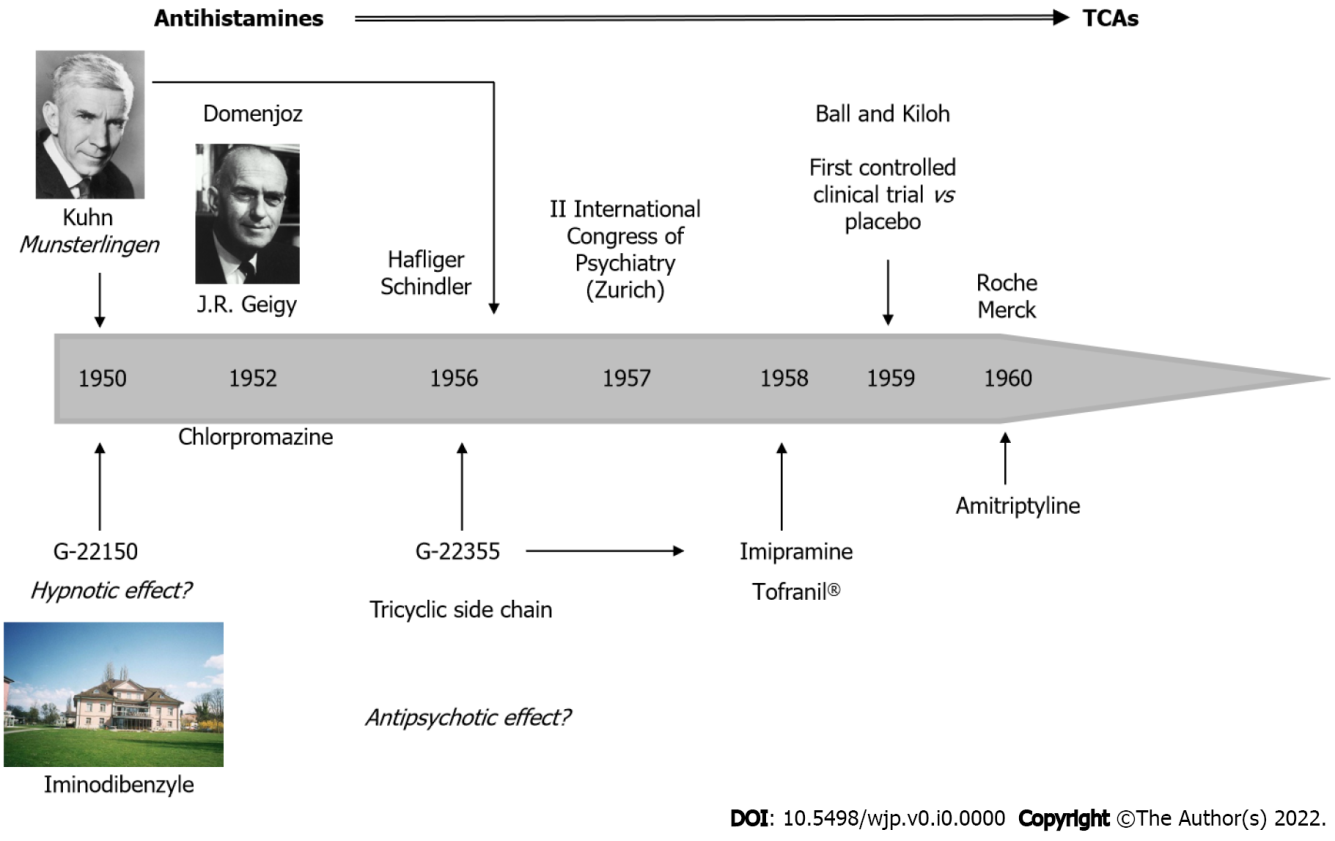 Antihistamines
TCAs
Domenjoz
Ball and Kiloh
First controlled
clinical trial vs
placebo
Kuhn
Munsterlingen
II International
Congress of
Psychiatry
(Zurich)
Hafliger
Schindler
J.R. Geigy
Roche
Merck
1950
1952
1956
1957
1958
1959
1960
Chlorpromazine
Amitriptyline
G-22150
G-22355
Imipramine
Hypnotic effect?
Tofranil®
Tricyclic side chain
Antipsychotic effect?
Iminodibenzyle
DOI: 10.5498/wjp.v0.i0.0000 Copyright ©The Author(s) 2022.